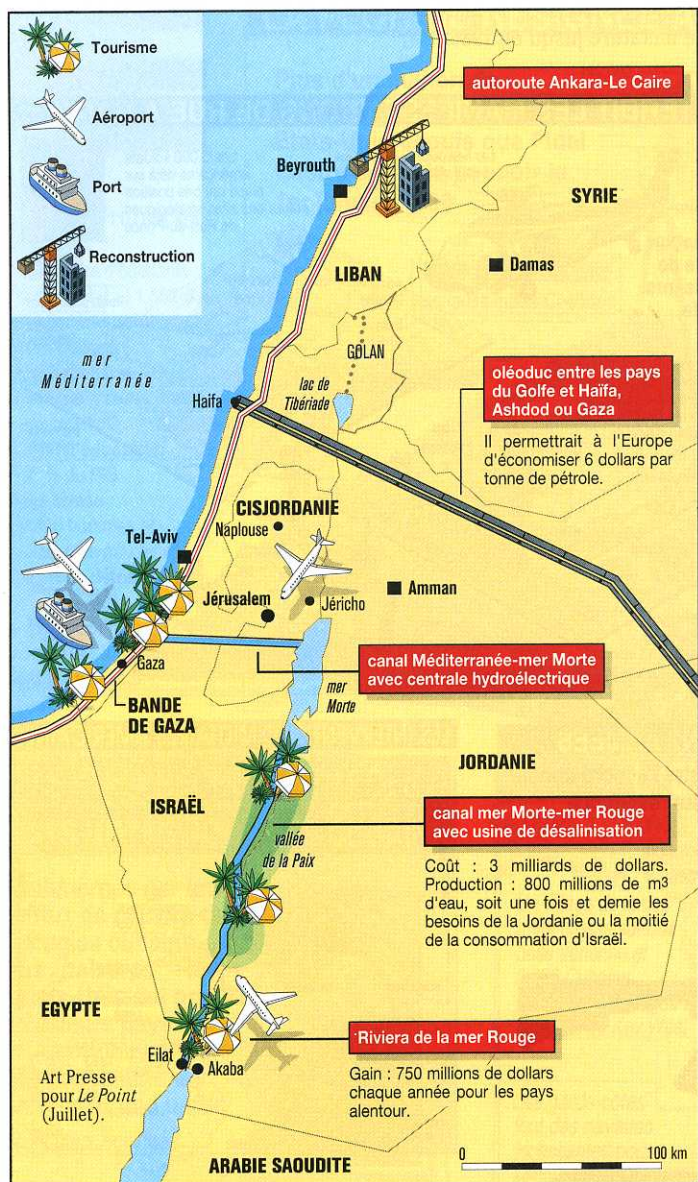 Tourisme
Aéroport
Port
Reconstruction
autoroute Ankara-Le Caire
Beyrouth
SYRIE
LIBAN
Damas
mer
Méditerranée
GOLAN
lac de
Tibériade
Haïfa
oléoduc entre les pays
du Golfe et Haïfa,
Ashdod ou Gaza
Il permettrait à l'Europe
d'économiser 6 dollars par
tonne de pétrole.
CISJORDANIE
Naplouse
Tel-Aviv
Jérusalem
Jéricho
Amman
Gaza
BANDE
DE GAZA
mer
Morte
canal Méditerranée-mer Morte
avec centrale hydroélectrique
ISRAËL
JORDANIE
vallée
de la Paix
canal mer Morte-mer Rouge
avec usine de désalinisation
Coût : 3 milliards de dollars.
Production : 800 millions de m³
d'eau, soit une fois et demie les
besoins de la Jordanie ou la moitié
de la consommation d'Israël.
EGYPTE
Riviera de la mer Rouge
Gain : 750 millions de dollars
chaque année pour les pays
alentour.
Eilat
Akaba
Art Presse
pour Le Point
(Juillet).
ARABIE SAOUDITE
0 100 km